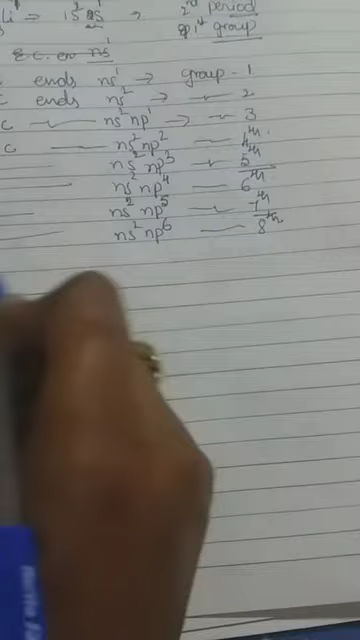 Li⁺ ⇒ 1s² 2s¹ → 2nd period
gp 1st group
E.C. en ns¹
ends ns¹ → group - 1
ends ns² → 2
c ns² np¹ → 3
c ns² np² 4th
ns² np³ 5th
ns² np⁴ 6th
ns² np⁵ 7th
ns² np⁶ 8th